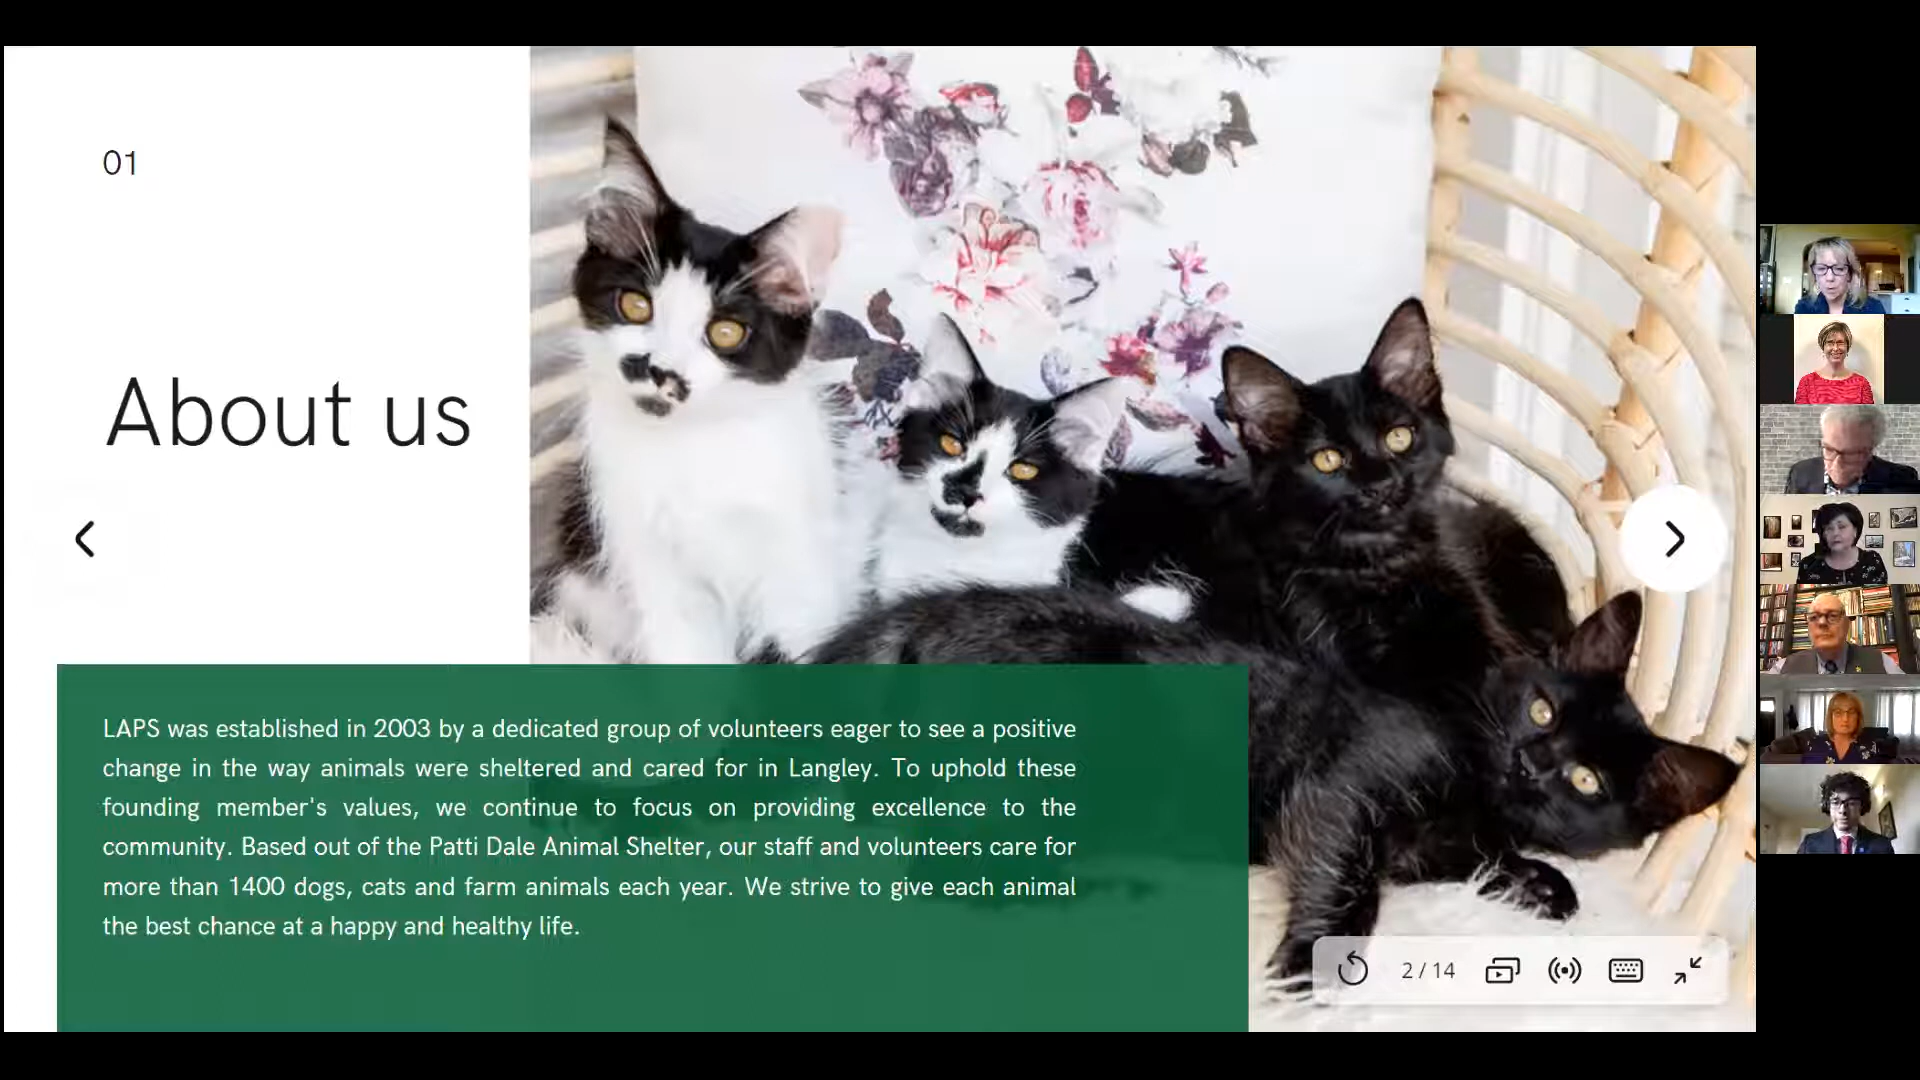 01
About us
LAPS was established in 2003 by a dedicated group of volunteers eager to see a positive
change in the way animals were sheltered and cared for in Langley. To uphold these
founding member's values, we continue to focus on providing excellence to the
community. Based out of the Patti Dale Animal Shelter, our staff and volunteers care for
more than 1400 dogs, cats and farm animals each year. We strive to give each animal
the best chance at a happy and healthy life.
2 / 14